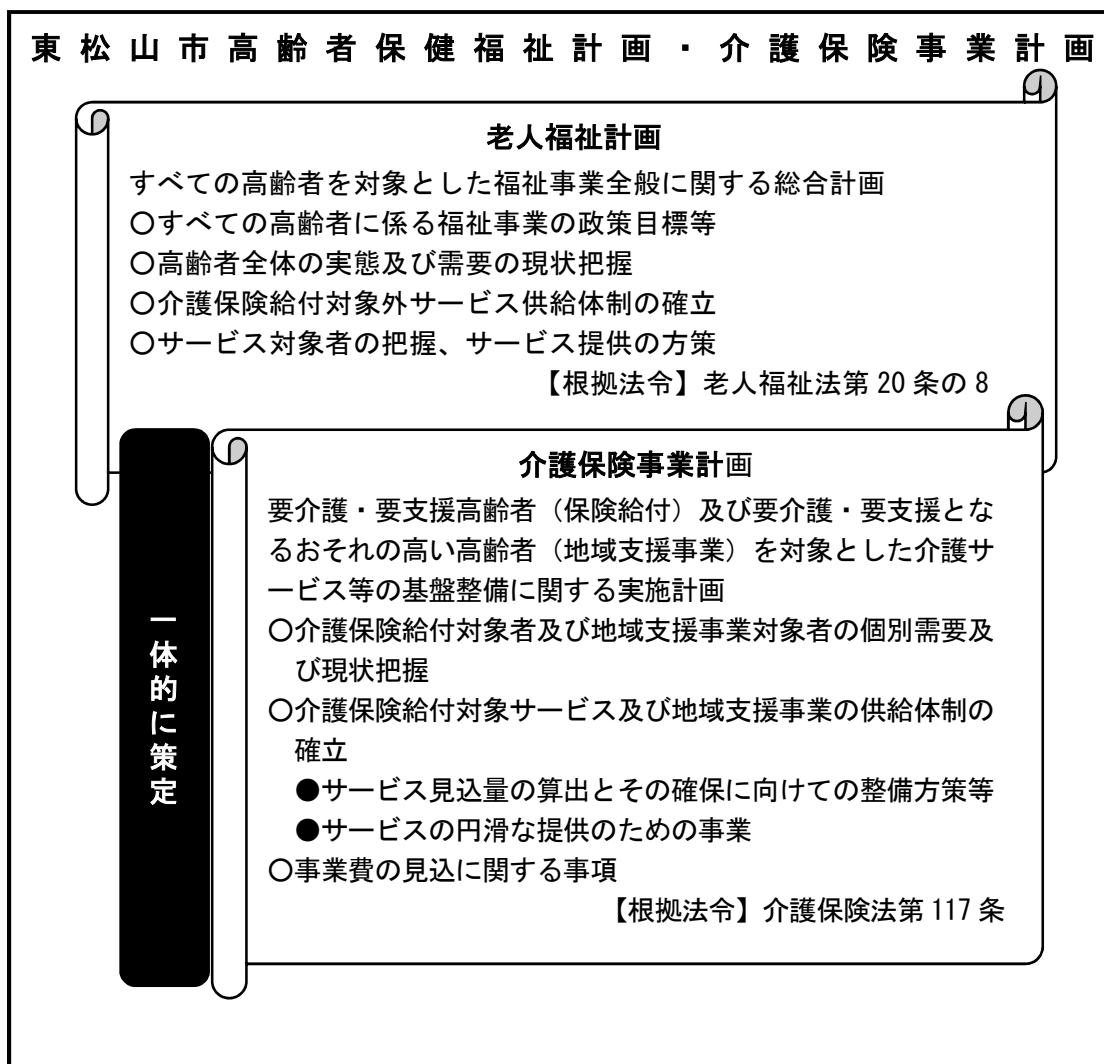 東松山市高齢者保健福祉計画・介護保険事業計画
老人福祉計画
すべての高齢者を対象とした福祉事業全般に関する総合計画
○すべての高齢者に係る福祉事業の政策目標等
○高齢者全体の実態及び需要の現状把握
○介護保険給付対象外サービス供給体制の確立
○サービス対象者の把握、サービス提供の方策
【根拠法令】老人福祉法第20条の8
一体的に策定
介護保険事業計画
要介護・要支援高齢者（保険給付）及び要介護・要支援とな
るおそれの高い高齢者（地域支援事業）を対象とした介護サ
ービス等の基盤整備に関する実施計画
○介護保険給付対象者及び地域支援事業対象者の個別需要及
び現状把握
○介護保険給付対象サービス及び地域支援事業の供給体制の
確立
●サービス見込量の算出とその確保に向けての整備方策等
●サービスの円滑な提供のための事業
○事業費の見込に関する事項
【根拠法令】介護保険法第117条